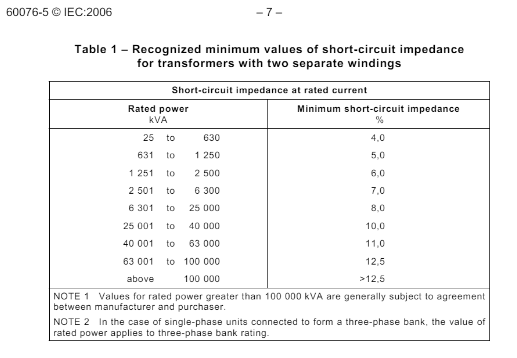 60076-5 © IEC:2006 – 7 –
Table 1 – Recognized minimum values of short-circuit impedance
for transformers with two separate windings
Short-circuit impedance at rated current
Rated power Minimum short-circuit impedance
kVA %
25 to 630 4,0
631 to 1 250 5,0
1 251 to 2 500 6,0
2 501 to 6 300 7,0
6 301 to 25 000 8,0
25 001 to 40 000 10,0
40 001 to 63 000 11,0
63 001 to 100 000 12,5
above 100 000 >12,5
NOTE 1 Values for rated power greater than 100 000 kVA are generally subject to agreement
between manufacturer and purchaser.
NOTE 2 In the case of single-phase units connected to form a three-phase bank, the value of
rated power applies to three-phase bank rating.